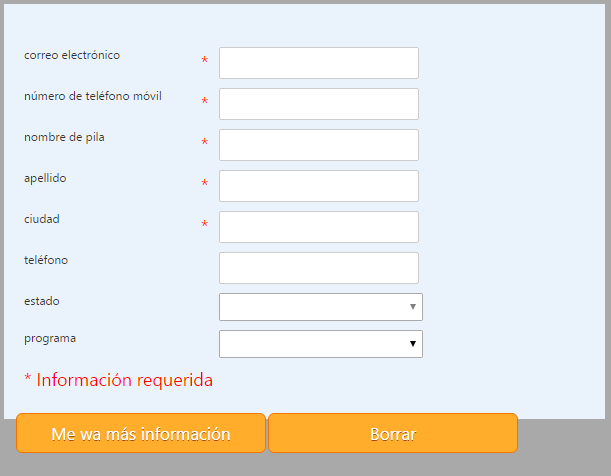 correo electrónico *
número de teléfono móvil *
nombre de pila *
apellido *
ciudad *
teléfono
estado
programa
* Información requerida
Me wa más información Borrar